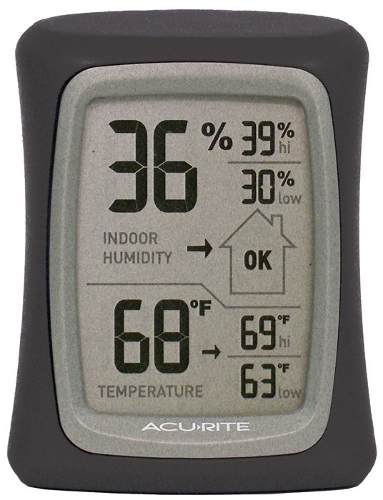 36% 39% hi
30% low
INDOOR
HUMIDITY → OK
68°F 69°F hi
→ 63°F low
TEMPERATURE
ACURITE